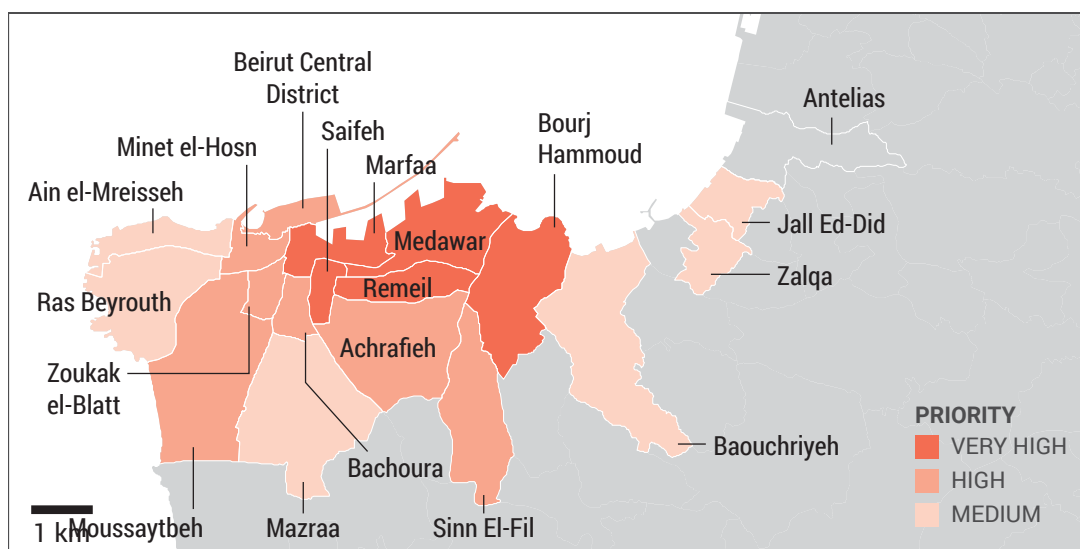 Beirut Central
District
Antelias
Saifeh
Bourj
Hammoud
Minet el-Hosn
Marfaa
Ain el-Mreisseh
Jall Ed-Did
Medawar
Zalqa
Remeil
Ras Beyrouth
Achrafieh
Zoukak
el-Blatt
PRIORITY
VERY HIGH
HIGH
MEDIUM
Baouchriyeh
Bachoura
1 km
Moussaytbeh
Mazraa
Sinn El-Fil